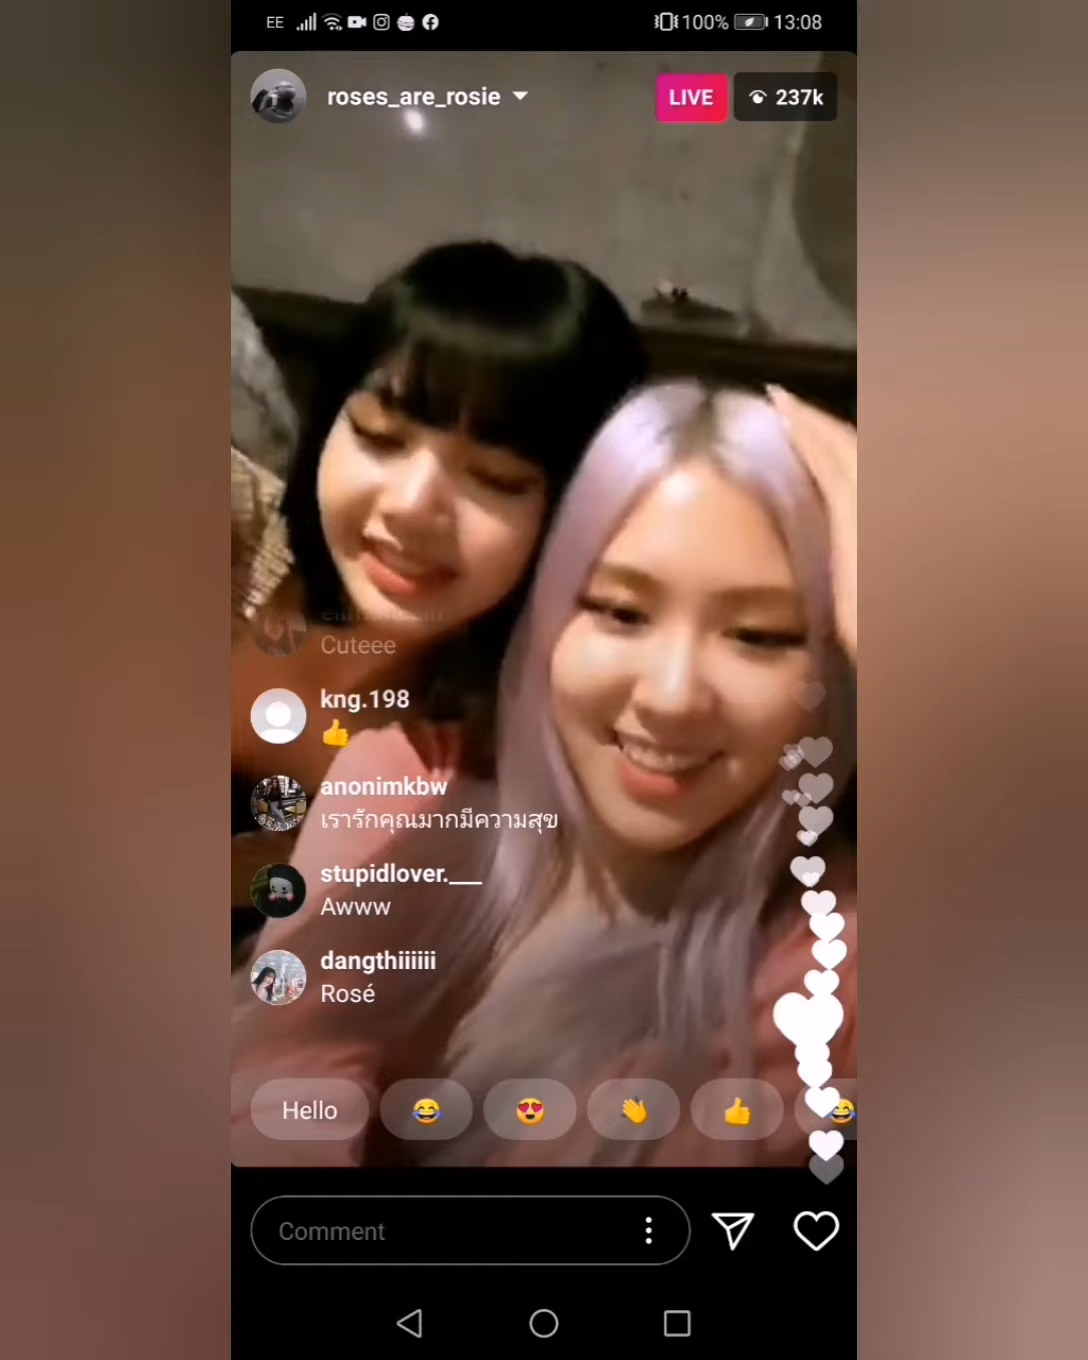 EE 100% 13:08
roses_are_rosie LIVE 237k
Cuteee
kng.198
👍
anonimkbw
เรารักคุณมากมีความสุข
stupidlover.___
Awww
dangthiiiiii
Rosé
Hello 😂 😍 👋 👍 😂
Comment